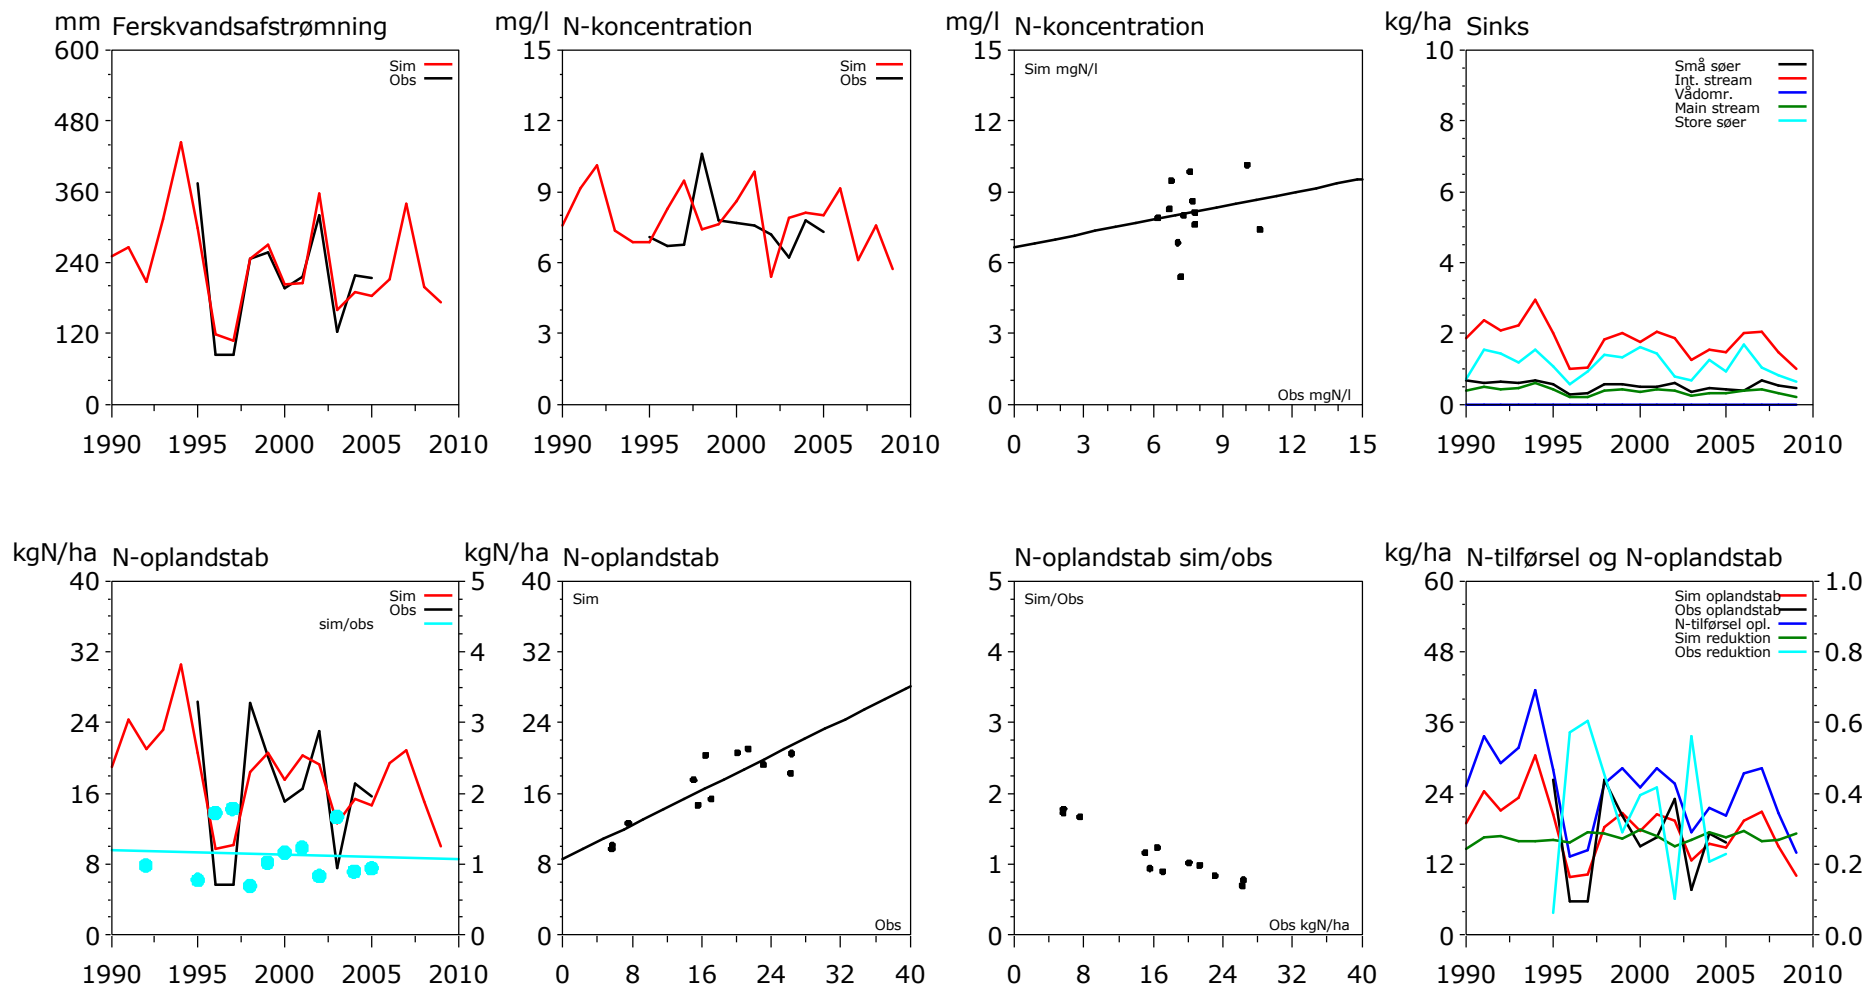 mm Ferskvandsafstrømning
600
480
360
240
120
0
Sim
Obs
1990 1995 2000 2005 2010
mg/l N-koncentration
15
12
9
6
3
0
Sim
Obs
1990 1995 2000 2005 2010
mg/l N-koncentration
15
12
9
6
3
0
Sim mgN/l
Obs mgN/l
0 3 6 9 12 15
kg/ha Sinks
10
8
6
4
2
0
Små søer
Int. stream
Vådomr.
Main stream
Store søer
1990 1995 2000 2005 2010
kgN/ha N-oplandstab
40
32
24
16
8
0
Sim
Obs
sim/obs
5
4
3
2
1
0
1990 1995 2000 2005 2010
kgN/ha N-oplandstab
40
32
24
16
8
0
Sim
Obs
0 8 16 24 32 40
N-oplandstab sim/obs
5
4
3
2
1
0
Sim/Obs
Obs kgN/ha
0 8 16 24 32 40
kg/ha N-tilførsel og N-oplandstab
60
48
36
24
12
0
Sim oplandstab
Obs oplandstab
N-tilførsel opl.
Sim reduktion
Obs reduktion
1.0
0.8
0.6
0.4
0.2
0.0
1990 1995 2000 2005 2010